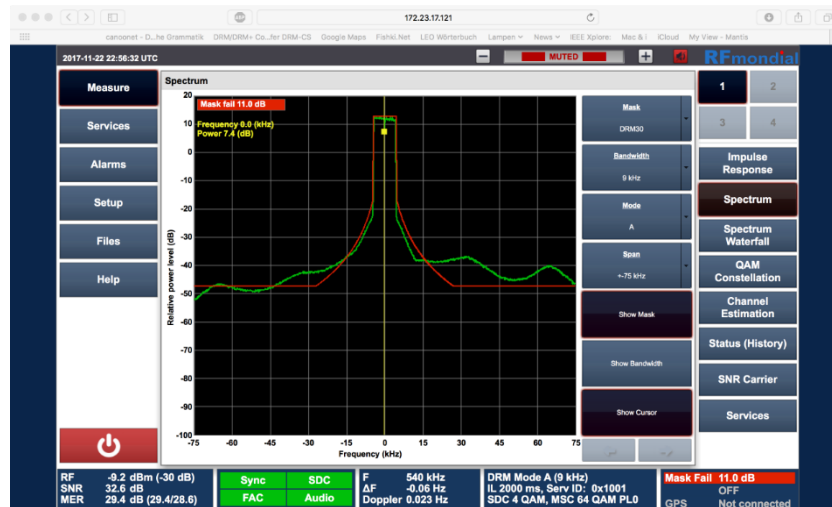 172.23.17.121
canoonet - D...he Grammatik DRM/DRM+ Co...fer DRM-CS Google Maps Fishki.Net LEO Wörterbuch Lampen News IEEE Xplore: Mac & i iCloud My View - Mantis
2017-11-22 22:56:32 UTC
MUTED
RFmondial
Measure
Services
Alarms
Setup
Files
Help
Spectrum
Mask fail 11.0 dB
Frequency 0.0 (kHz)
Power 7.4 (dB)
20
10
0
-10
-20
-30
-40
-50
-60
-70
-80
-90
-100
Relative power level (dB)
-75 -60 -45 -30 -15 0 15 30 45 60 75
Frequency (kHz)
Mask
DRM30
Bandwidth
9 kHz
Mode
A
Span
+-75 kHz
Show Mask
Show Bandwidth
Show Cursor
1 2
3 4
Impulse
Response
Spectrum
Spectrum
Waterfall
QAM
Constellation
Channel
Estimation
Status (History)
SNR Carrier
Services
RF -9.2 dBm (-30 dB)
SNR 32.6 dB
MER 29.4 dB (29.4/28.6)
Sync SDC
FAC Audio
F 540 kHz
ΔF -0.06 Hz
Doppler 0.023 Hz
DRM Mode A (9 kHz)
IL 2000 ms, Serv ID: 0x1001
SDC 4 QAM, MSC 64 QAM PL0
Mask Fail 11.0 dB
OFF
GPS Not connected